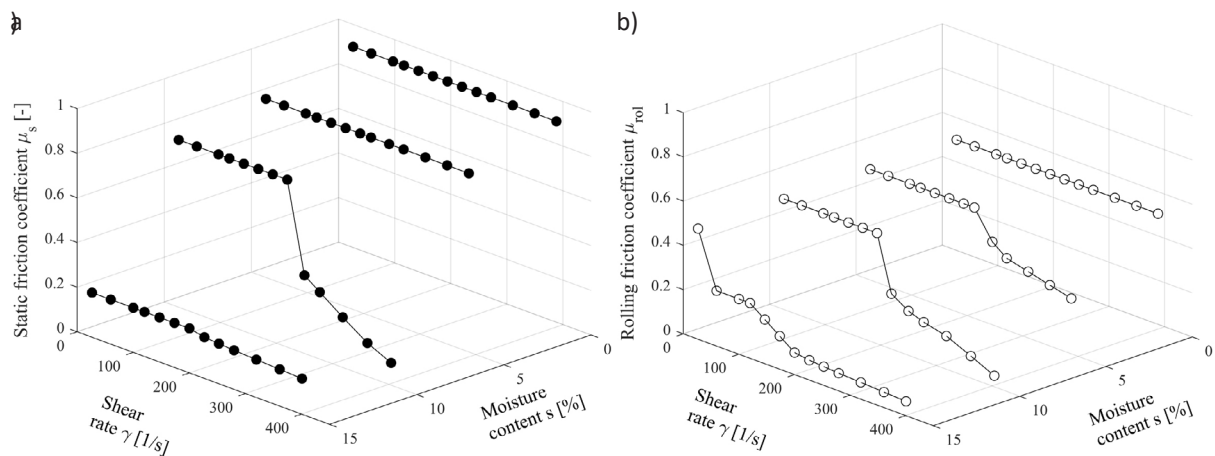 a)
Static friction coefficient μs [-]
1
0.8
0.6
0.4
0.2
0
0
100
200
300
400
Shear
rate γ [1/s]
15
10
5
0
Moisture
content s [%]
b)
Rolling friction coefficient μrol
1
0.8
0.6
0.4
0.2
0
0
100
200
300
400
Shear
rate γ [1/s]
15
10
5
0
Moisture
content s [%]